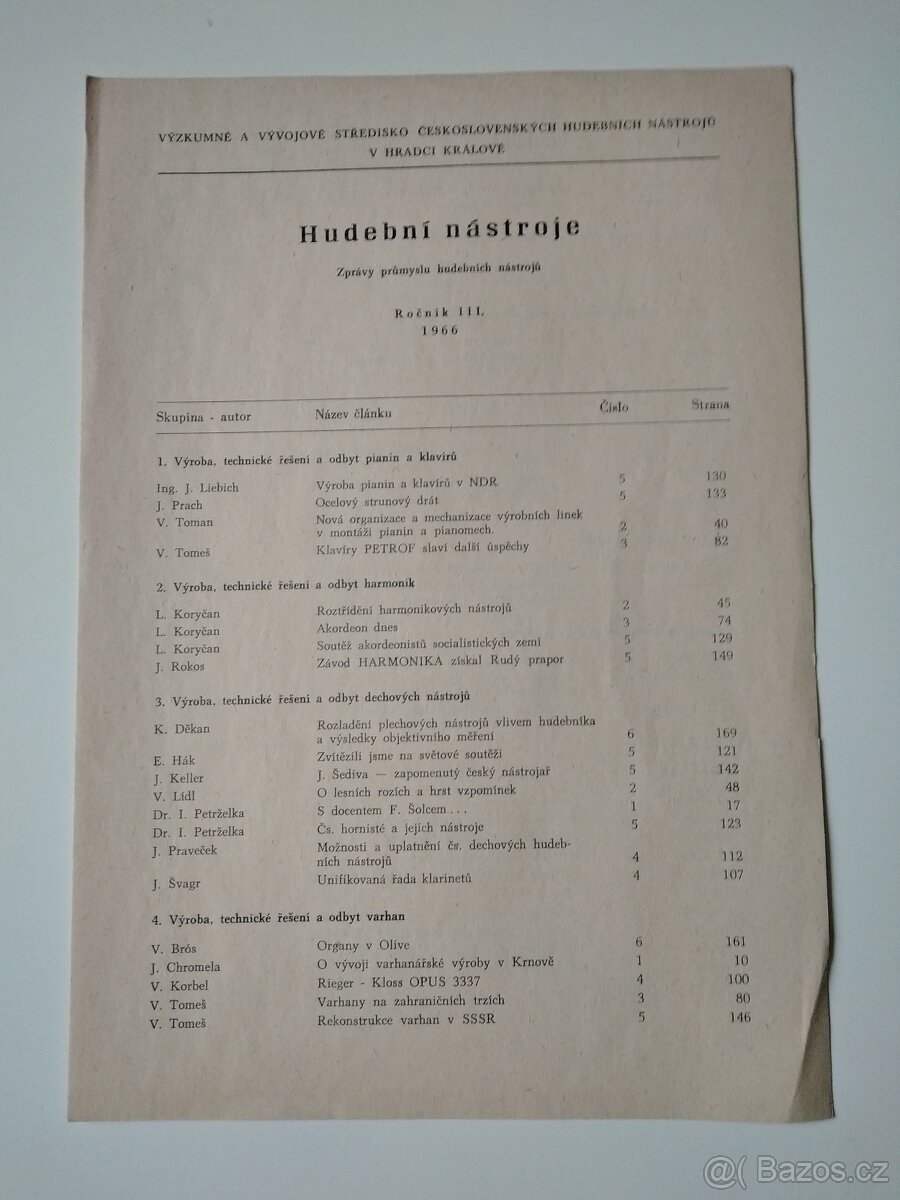 VÝZKUMNÉ A VÝVOJOVÉ STŘEDISKO ČESKOSLOVENSKÝCH HUDEBNÍCH NÁSTROJŮ
V HRADCI KRÁLOVÉ
Hudební nástroje
Zprávy průmyslu hudebních nástrojů
Ročník III.
1966
Skupina - autor Název článku Číslo Strana
1. Výroba, technické řešení a odbyt pianin a klavírů
Ing. J. Liebich Výroba pianin a klavírů v NDR 5 130
J. Prach Ocelový strunový drát 5 133
V. Toman Nová organizace a mechanizace výrobních linek
v montáži pianin a pianomech. 2 40
V. Tomeš Klavíry PETROF slaví další úspěchy 3 82
2. Výroba, technické řešení a odbyt harmonik
L. Koryčan Roztřídění harmonikových nástrojů 2 45
L. Koryčan Akordeon dnes 3 74
L. Koryčan Soutěž akordeonistů socialistických zemí 5 129
J. Rokos Závod HARMONIKA získal Rudý prapor 5 149
3. Výroba, technické řešení a odbyt dechových nástrojů
K. Děkan Rozladění plechových nástrojů vlivem hudebníka
a výsledky objektivního měření 6 169
E. Hák Zvítězili jsme na světové soutěži 5 121
J. Keller J. Šediva — zapomenutý český nástrojař 5 142
V. Lídl O lesních rozích a hrst vzpomínek 2 48
Dr. I. Petrželka S docentem F. Šolcem... 1 17
Dr. I. Petrželka Čs. hornisté a jejich nástroje 5 123
J. Praveček Možnosti a uplatnění čs. dechových hudeb-
ních nástrojů 4 112
J. Švagr Unifikovaná řada klarinetů 4 107
4. Výroba, technické řešení a odbyt varhan
V. Brós Organy v Olive 6 161
J. Chromela O vývoji varhanářské výroby v Krnově 1 10
V. Korbel Rieger - Kloss OPUS 3337 4 100
V. Tomeš Varhany na zahraničních trzích 3 80
V. Tomeš Rekonstrukce varhan v SSSR 5 146
@( Bazos.cz